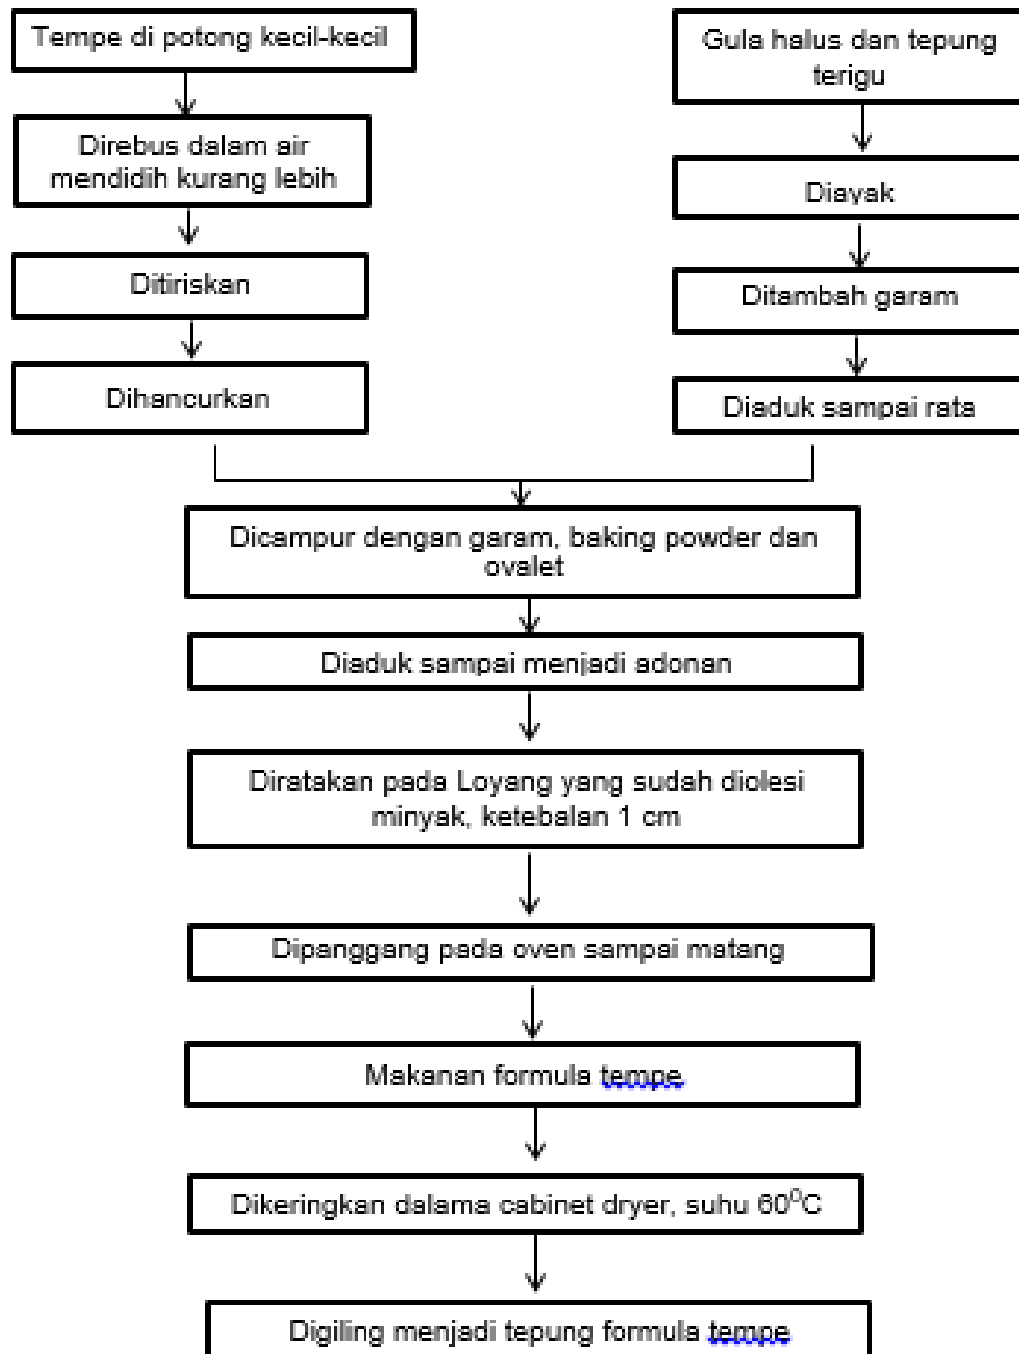 Tempe di potong kecil-kecil
Direbus dalam air
mendidih kurang lebih
Ditiriskan
Dihancurkan
Gula halus dan tepung
terigu
Diayak
Ditambah garam
Diaduk sampai rata
Dicampur dengan garam, baking powder dan
ovalet
Diaduk sampai menjadi adonan
Diratakan pada Loyang yang sudah diolesi
minyak, ketebalan 1 cm
Dipanggang pada oven sampai matang
Makanan formula tempe
Dikeringkan dalama cabinet dryer, suhu 60⁰C
Digiling menjadi tepung formula tempe